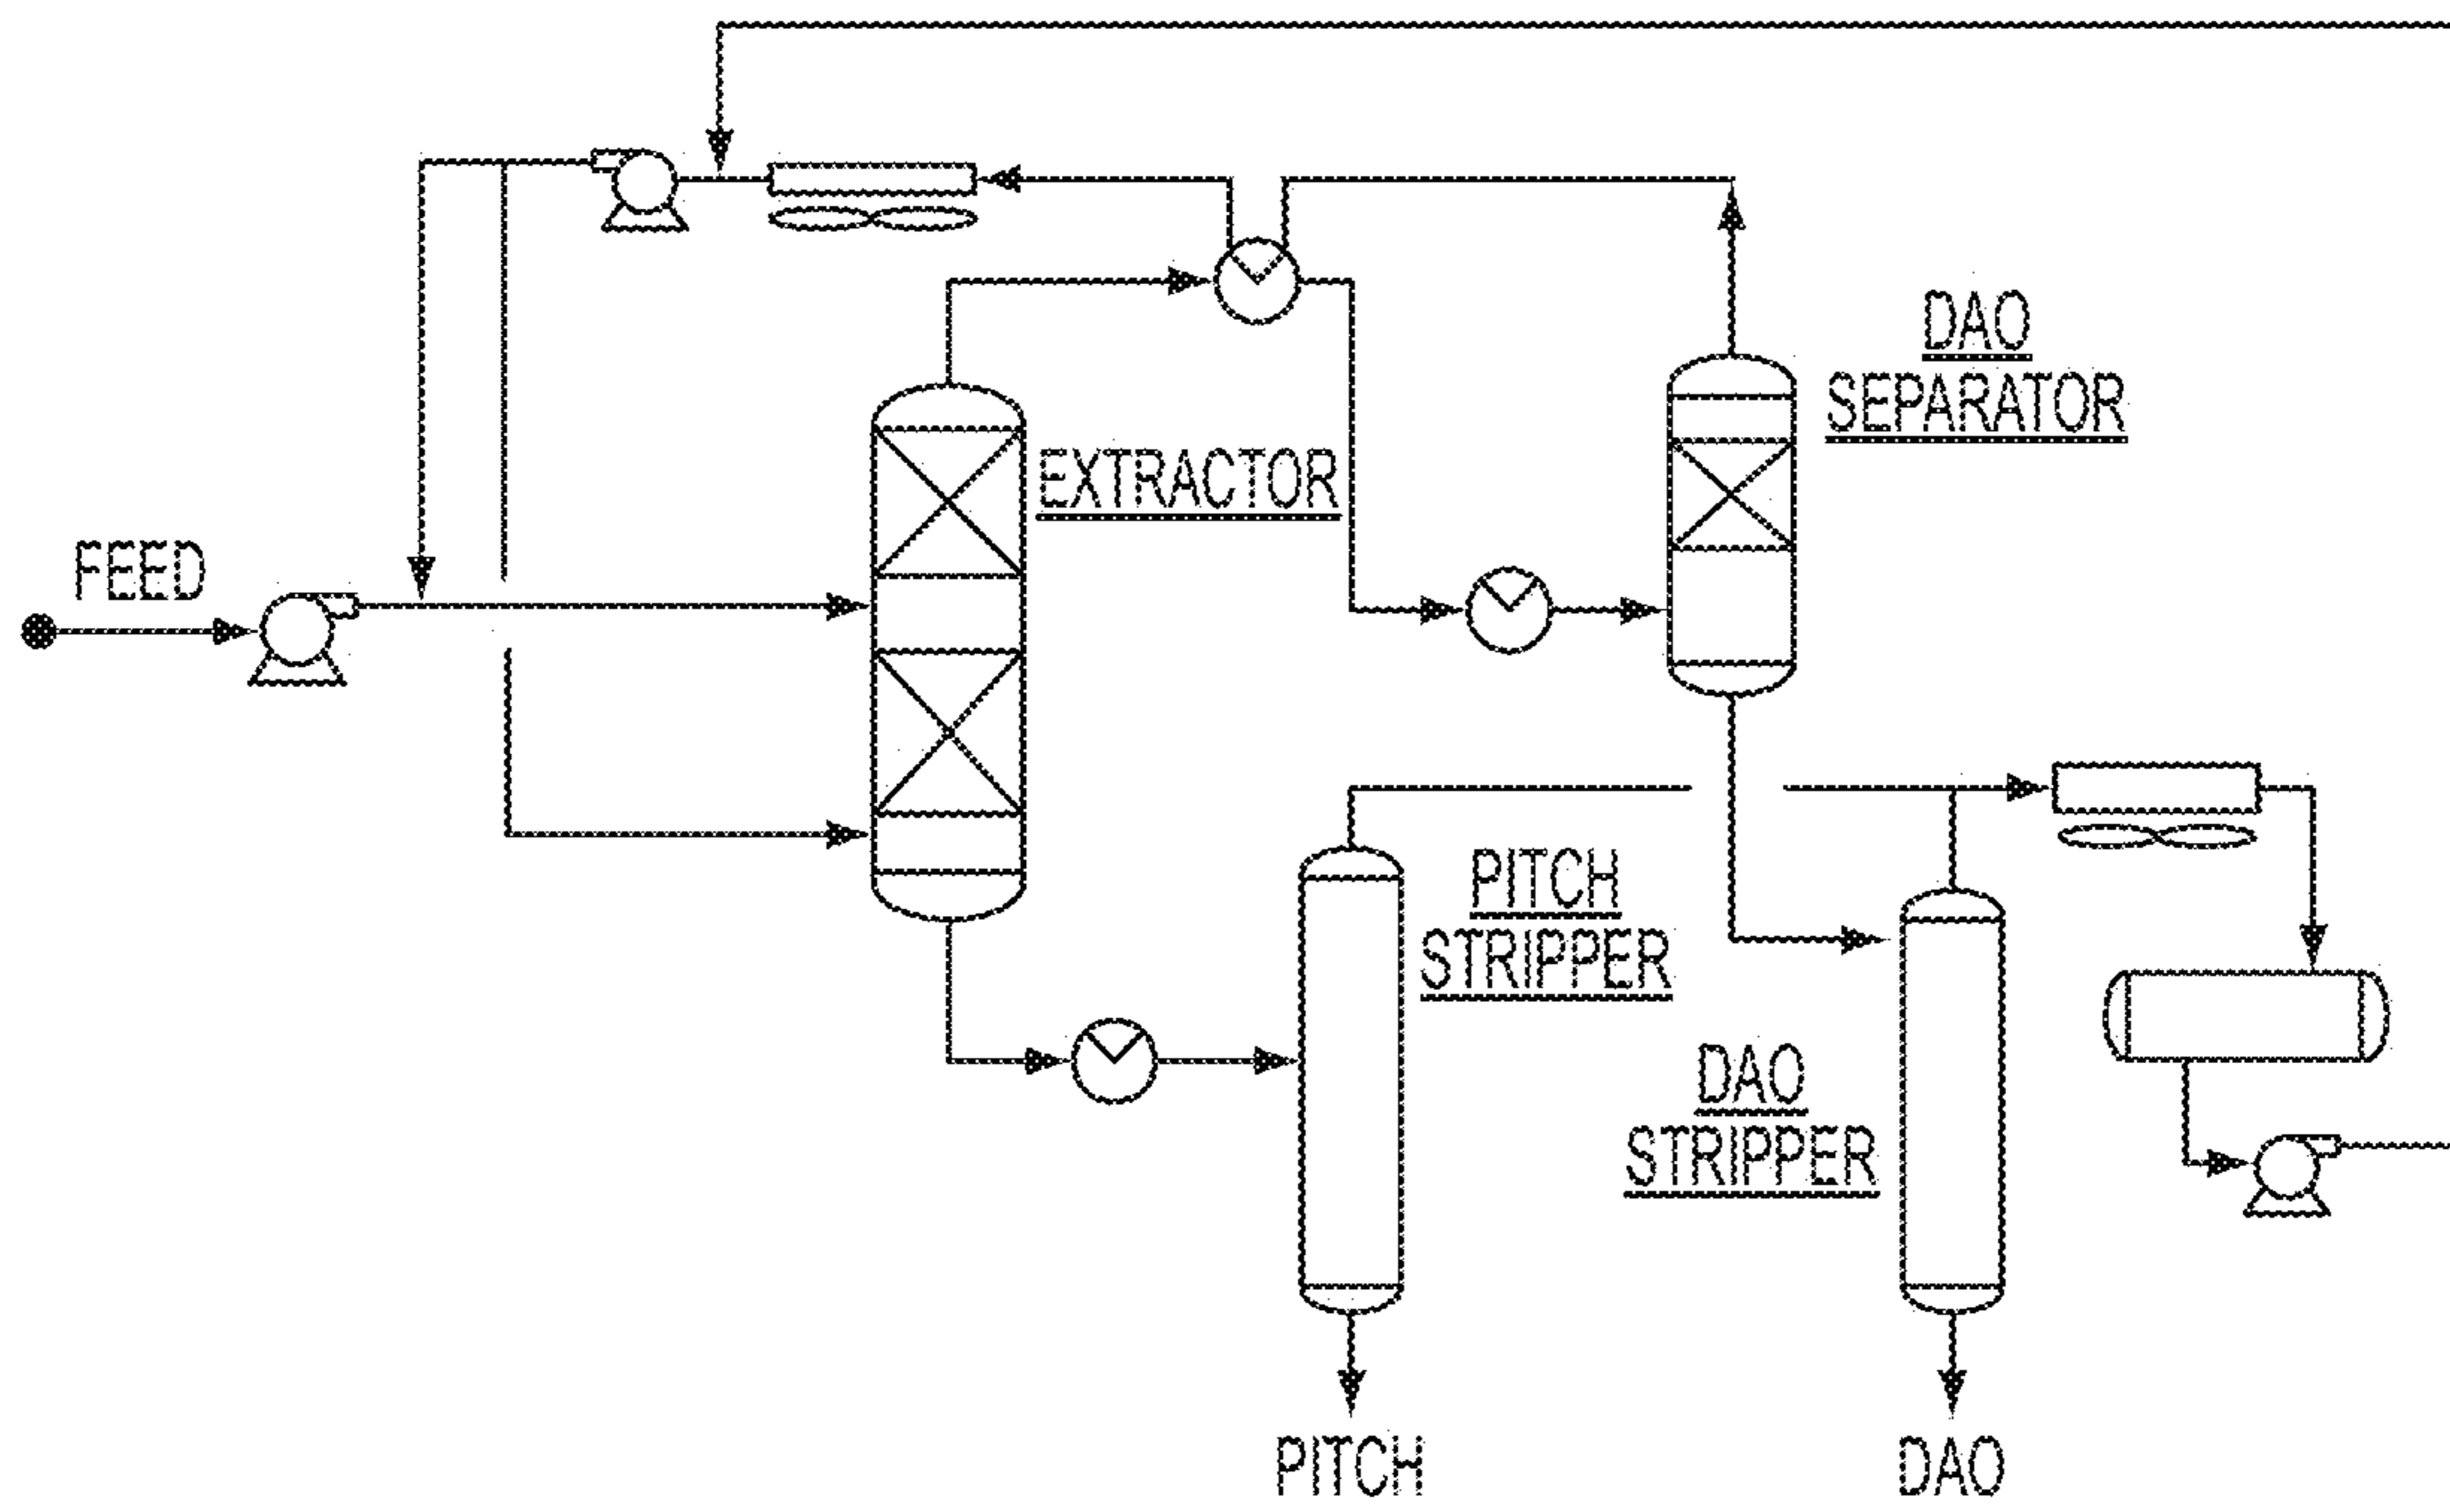 DAO
SEPARATOR
EXTRACTOR
FEED
PITCH
STRIPPER
DAO
STRIPPER
PITCH
DAO